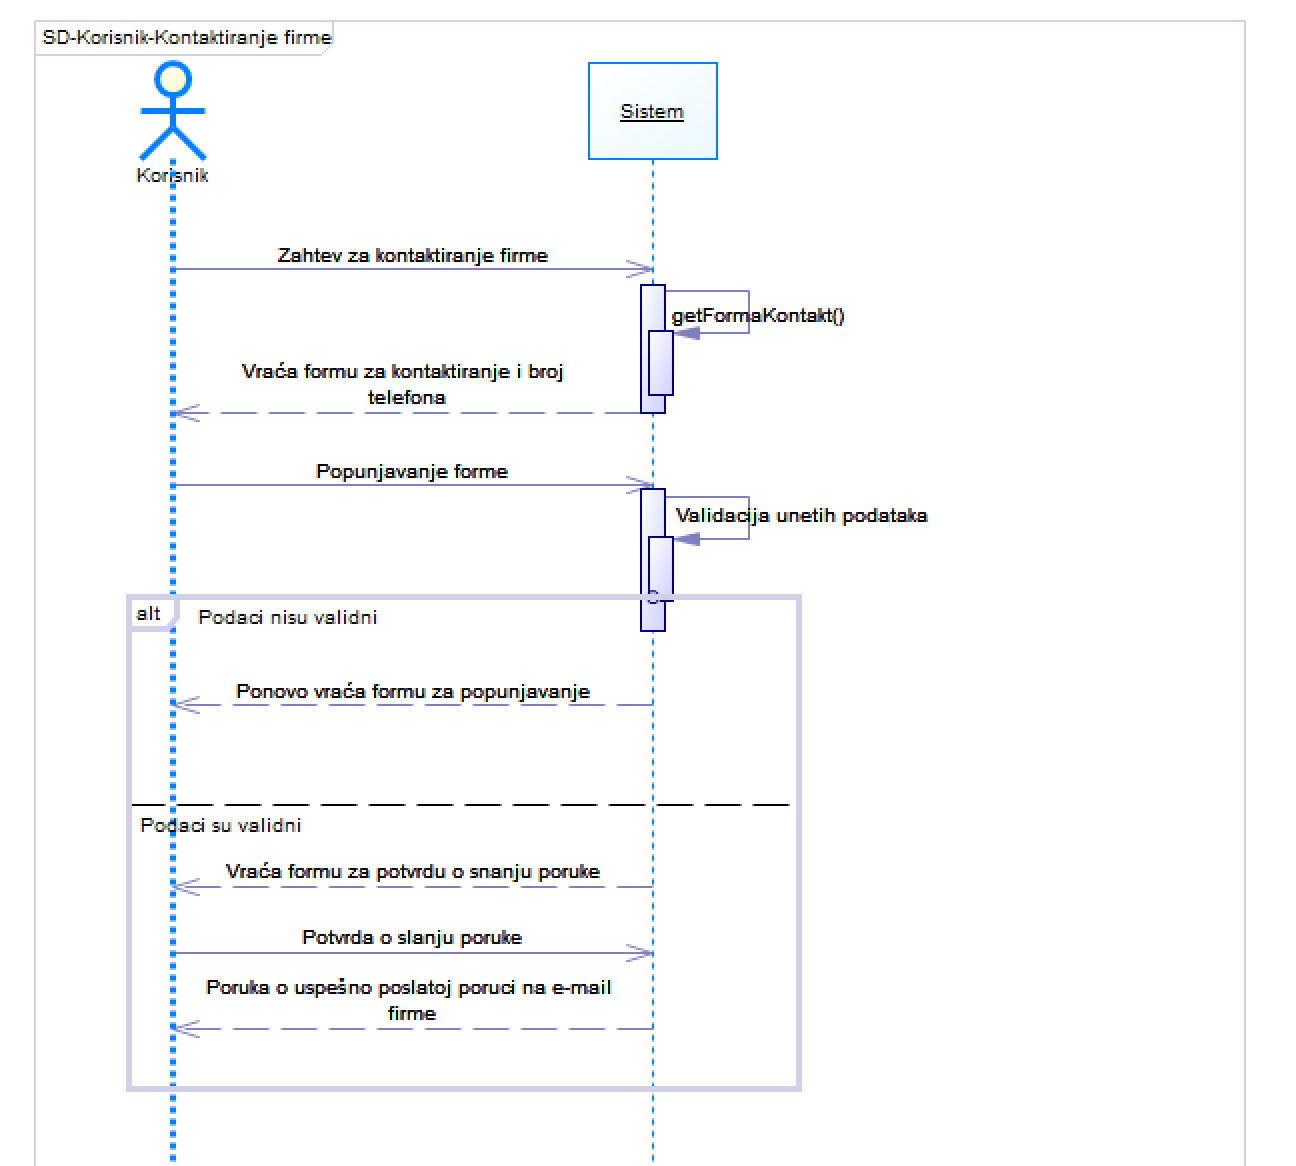 SD-Korisnik-Kontaktiranje firme
Sistem
Korisnik
Zahtev za kontaktiranje firme
getFormaKontakt()
Vraća formu za kontaktiranje i broj
telefona
Popunjavanje forme
Validacija unetih podataka
alt
Podaci nisu validni
Ponovo vraća formu za popunjavanje
Podaci su validni
Vraća formu za potvrdu o snanju poruke
Potvrda o slanju poruke
Poruka o uspešno poslatoj poruci na e-mail
firme